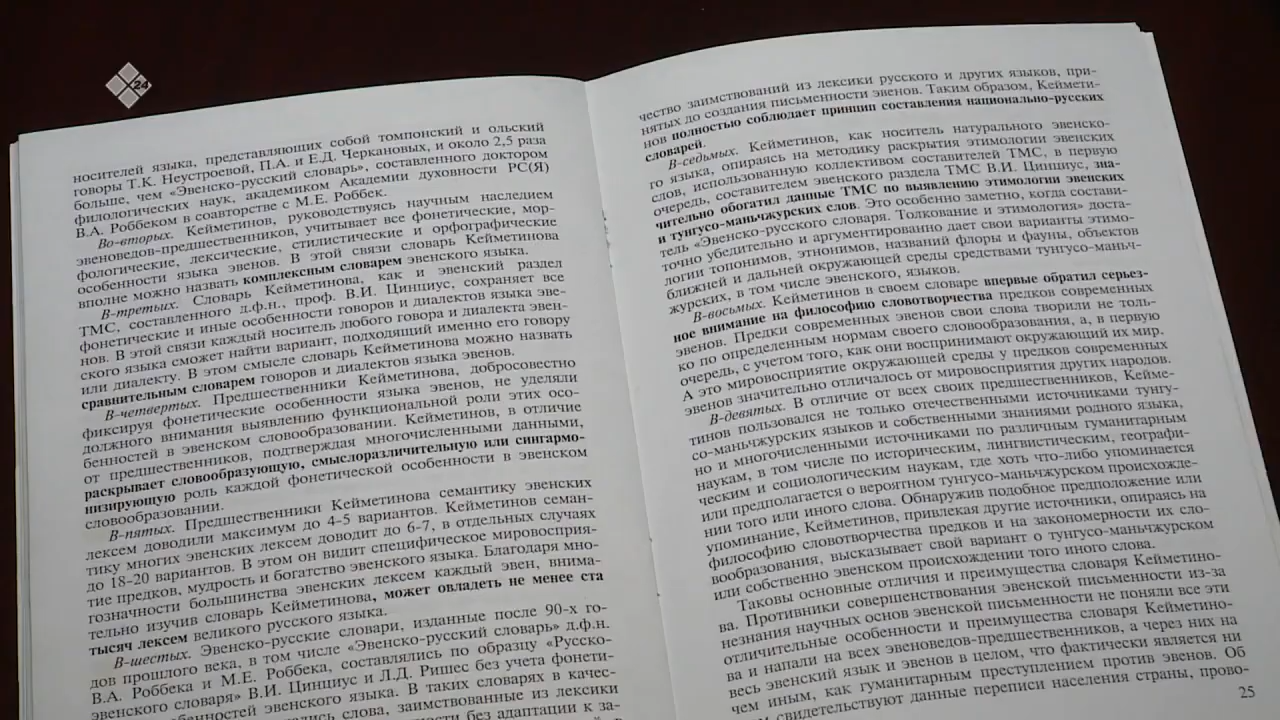 24
носителей языка, представляющих собой томпонский и ольский
говоры Т.К. Неустроевой, П.А. и Е.Д. Черкановых, и около 2,5 раза
больше, чем «Эвенско-русский словарь», составленного доктором
филологических наук, академиком Академии духовности РС(Я)
В.А. Роббеком в соавторстве с М.Е. Роббек.
Во-вторых. Кейметинов, руководствуясь научным наследием
эвеноведов-предшественников, учитывает все фонетические, мор-
фологические, лексические, стилистические и орфографические
особенности языка эвенов. В этой связи словарь Кейметинова
вполне можно назвать комплексным словарем эвенского языка.
В-третьих. Словарь Кейметинова, как и эвенский раздел
ТМС, составленного д.ф.н., проф. В.И. Цинциус, сохраняет все
фонетические и иные особенности говоров и диалектов языка эве-
нов. В этой связи каждый носитель любого говора и диалекта эвен-
ского языка сможет найти вариант, подходящий именно его говору
или диалекту. В этом смысле словарь Кейметинова можно назвать
сравнительным словарем говоров и диалектов языка эвенов.
В-четвертых. Предшественники Кейметинова, добросовестно
фиксируя фонетические особенности языка эвенов, не уделяли
должного внимания выявлению функциональной роли этих осо-
бенностей в эвенском словообразовании. Кейметинов, в отличие
от предшественников, подтверждая многочисленными данными,
раскрывает словообразующую, смыслоразличительную или сингармо-
низирующую роль каждой фонетической особенности в эвенском
словообразовании.
В-пятых. Предшественники Кейметинова семантику эвенских
лексем доводили максимум до 4-5 вариантов. Кейметинов семан-
тику многих эвенских лексем доводит до 6-7, в отдельных случаях
до 18–20 вариантов. В этом он видит специфическое мировосприя-
тие предков, мудрость и богатство эвенского языка. Благодаря мно-
гозначности большинства эвенских лексем каждый эвен, внима-
тельно изучив словарь Кейметинова, может овладеть не менее ста
тысяч лексем великого русского языка.
В-шестых. Эвенско-русские словари, изданные после 90-х го-
дов прошлого века, в том числе «Эвенско-русский словарь» д.ф.н.
В.А. Роббека и М.Е. Роббека, составлялись по образцу «Русско-
эвенского словаря» В.И. Цинциус и Л.Д. Ришес без учета фонети-
особенностей эвенского языка. В таких словарях в качес-
слова, заимствованные из лексики
без адаптации к за-
чество заимствований из лексики русского и других языков, при-
нятых до создания письменности эвенов. Таким образом, Кеймети-
нов полностью соблюдает принцип составления национально-русских
словарей.
В-седьмых. Кейметинов, как носитель натурального эвенско-
го языка, опираясь на методику раскрытия этимологии эвенских
слов, использованную коллективом составителей ТМС, в первую
очередь, составителем эвенского раздела ТМС В.И. Цинциус, зна-
чительно обогатил данные ТМС по выявлению этимологии эвенских
и тунгусо-маньчжурских слов. Это особенно заметно, когда состави-
тель «Эвенско-русского словаря. Толкование и этимология» доста-
точно убедительно и аргументированно дает свои варианты этимо-
логии топонимов, этнонимов, названий флоры и фауны, объектов
ближней и дальней окружающей среды средствами тунгусо-маньч-
журских, в том числе эвенского, языков.
В-восьмых. Кейметинов в своем словаре впервые обратил серьез-
ное внимание на философию словотворчества предков современных
эвенов. Предки современных эвенов свои слова творили не толь-
ко по определенным нормам своего словообразования, а, в первую
очередь, с учетом того, как они воспринимают окружающий их мир.
А это мировосприятие окружающей среды у предков современных
эвенов значительно отличалось от мировосприятия других народов.
В-девятых. В отличие от всех своих предшественников, Кейме-
тинов пользовался не только отечественными источниками тунгу-
со-маньчжурских языков и собственными знаниями родного языка,
но и многочисленными источниками по различным гуманитарным
наукам, в том числе по историческим, лингвистическим, географи-
ческим и социологическим наукам, где хоть что-либо упоминается
или предполагается о вероятном тунгусо-маньчжурском происхожде-
нии того или иного слова. Обнаружив подобное предположение или
упоминание, Кейметинов, привлекая другие источники, опираясь на
философию словотворчества предков и на закономерности их сло-
вообразования, высказывает свой вариант о тунгусо-маньчжурском
или собственно эвенском происхождении того иного слова.
Таковы основные отличия и преимущества словаря Кейметино-
ва. Противники совершенствования эвенской письменности из-за
незнания научных основ эвенской письменности не поняли все эти
отличительные особенности и преимущества словаря Кейметино-
ва и напали на всех эвеноведов-предшественников, а через них на
весь эвенский язык и эвенов в целом, что фактически является ни
чем иным, как гуманитарным преступлением против эвенов. Об
свидетельствуют данные переписи населения страны, прово-
25